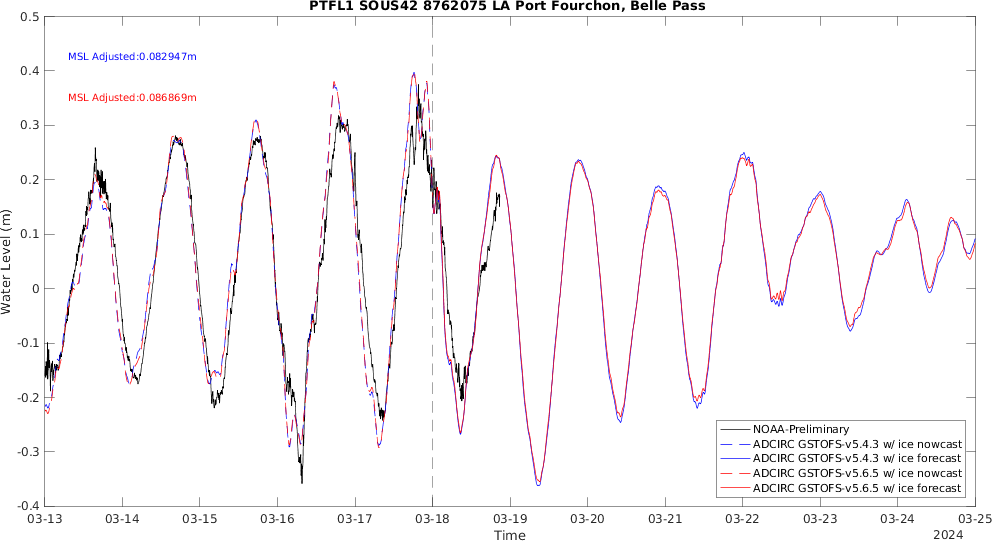 PTFL1 SOUS42 8762075 LA Port Fourchon, Belle Pass
0.5
0.4
0.3
0.2
0.1
0
-0.1
-0.2
-0.3
-0.4
Water Level (m)
MSL Adjusted:0.082947m
MSL Adjusted:0.086869m
NOAA-Preliminary
ADCIRC GSTOFS-v5.4.3 w/ ice nowcast
ADCIRC GSTOFS-v5.4.3 w/ ice forecast
ADCIRC GSTOFS-v5.6.5 w/ ice nowcast
ADCIRC GSTOFS-v5.6.5 w/ ice forecast
03-13 03-14 03-15 03-16 03-17 03-18 03-19 03-20 03-21 03-22 03-23 03-24 03-25
Time
2024